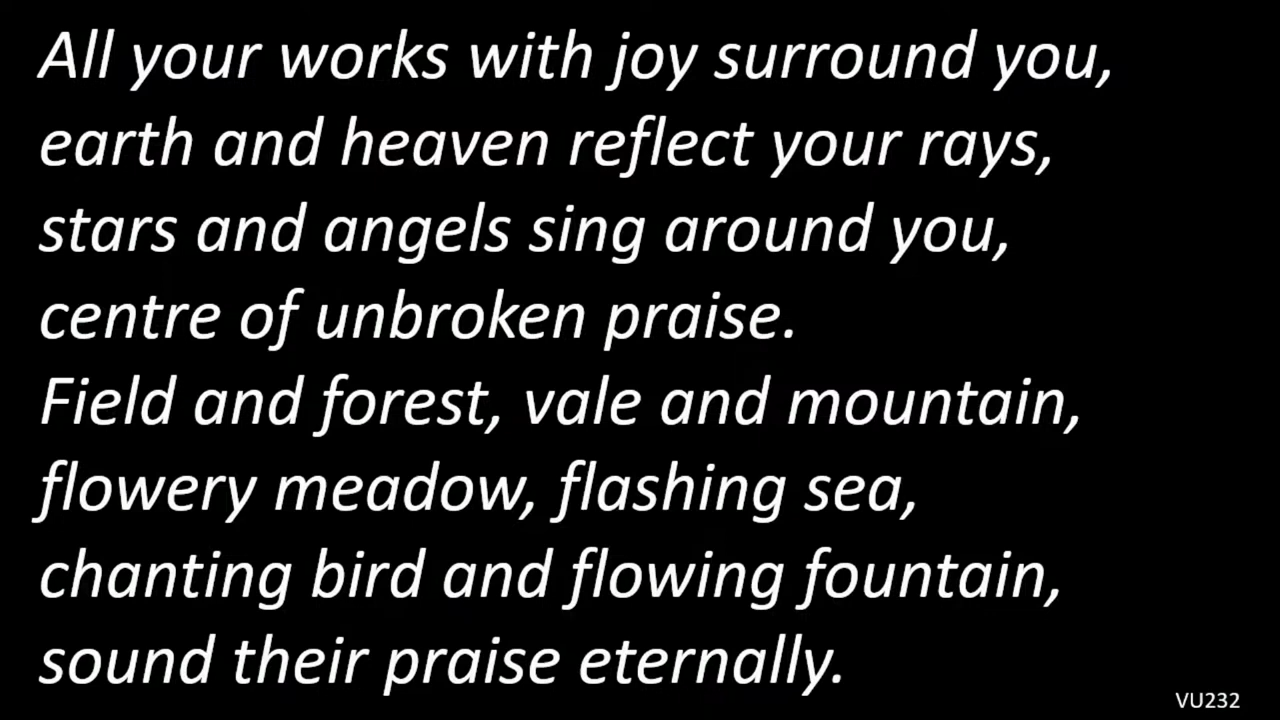 All your works with joy surround you,
earth and heaven reflect your rays,
stars and angels sing around you,
centre of unbroken praise.
Field and forest, vale and mountain,
flowery meadow, flashing sea,
chanting bird and flowing fountain,
sound their praise eternally.
VU232